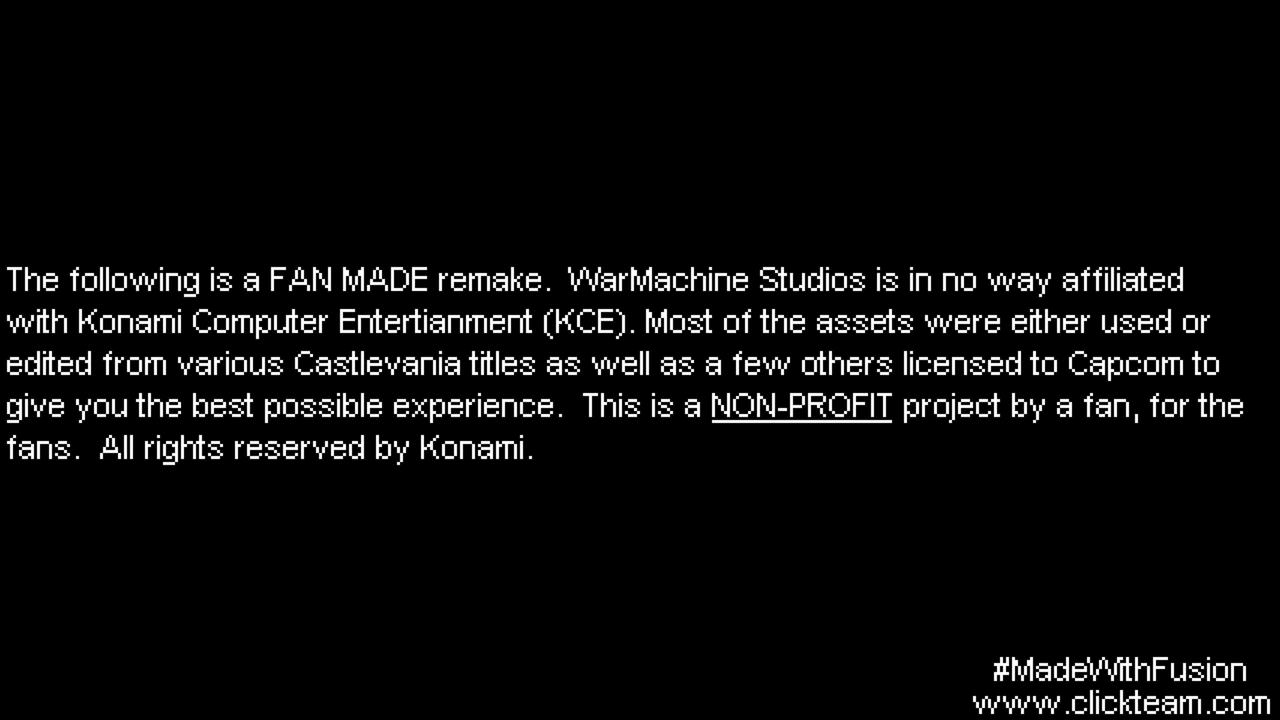 The following is a FAN MADE remake.  WarMachine Studios is in no way affiliated
with Konami Computer Entertianment (KCE). Most of the assets were either used or
edited from various Castlevania titles as well as a few others licensed to Capcom to
give you the best possible experience.  This is a NON-PROFIT project by a fan, for the
fans.  All rights reserved by Konami.
#MadeWithFusion
www.clickteam.com